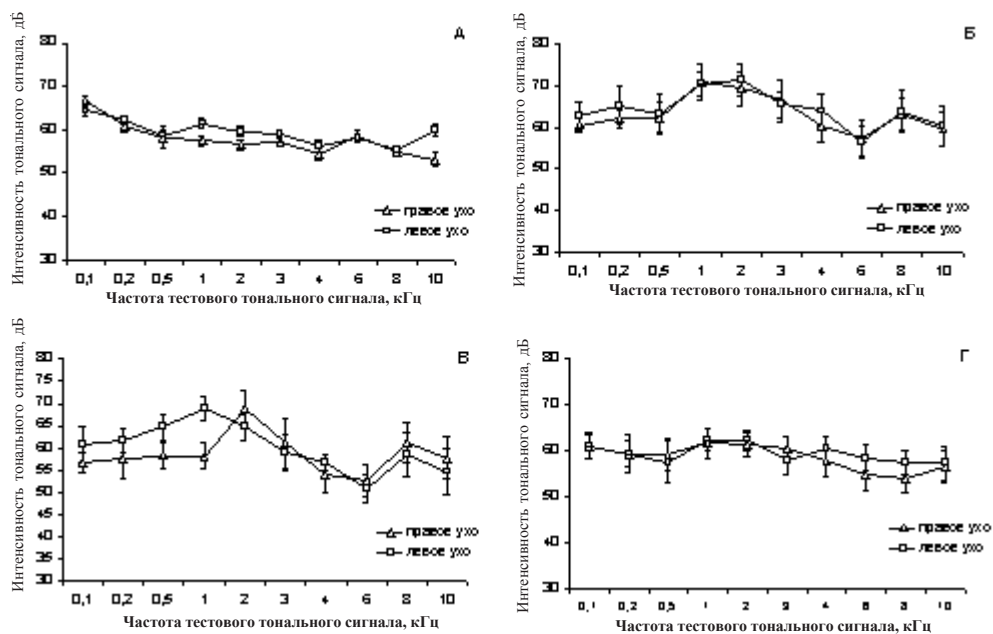 А
Интенсивность тонального сигнала, дБ
80
70
60
50
40
30
правое ухо
левое ухо
0,1 0,2 0,5 1 2 3 4 6 8 10
Частота тестового тонального сигнала, кГц
Б
Интенсивность тонального сигнала, дБ
80
70
60
50
40
30
правое ухо
левое ухо
0,1 0,2 0,5 1 2 3 4 6 8 10
Частота тестового тонального сигнала, кГц
В
Интенсивность тонального сигнала, дБ
80
75
70
65
60
55
50
45
40
35
30
правое ухо
левое ухо
0,1 0,2 0,5 1 2 3 4 6 8 10
Частота тестового тонального сигнала, кГц
Г
Интенсивность тонального сигнала, дБ
80
70
60
50
40
30
правое ухо
левое ухо
0,1 0,2 0,5 1 2 3 4 6 8 10
Частота тестового тонального сигнала, кГц